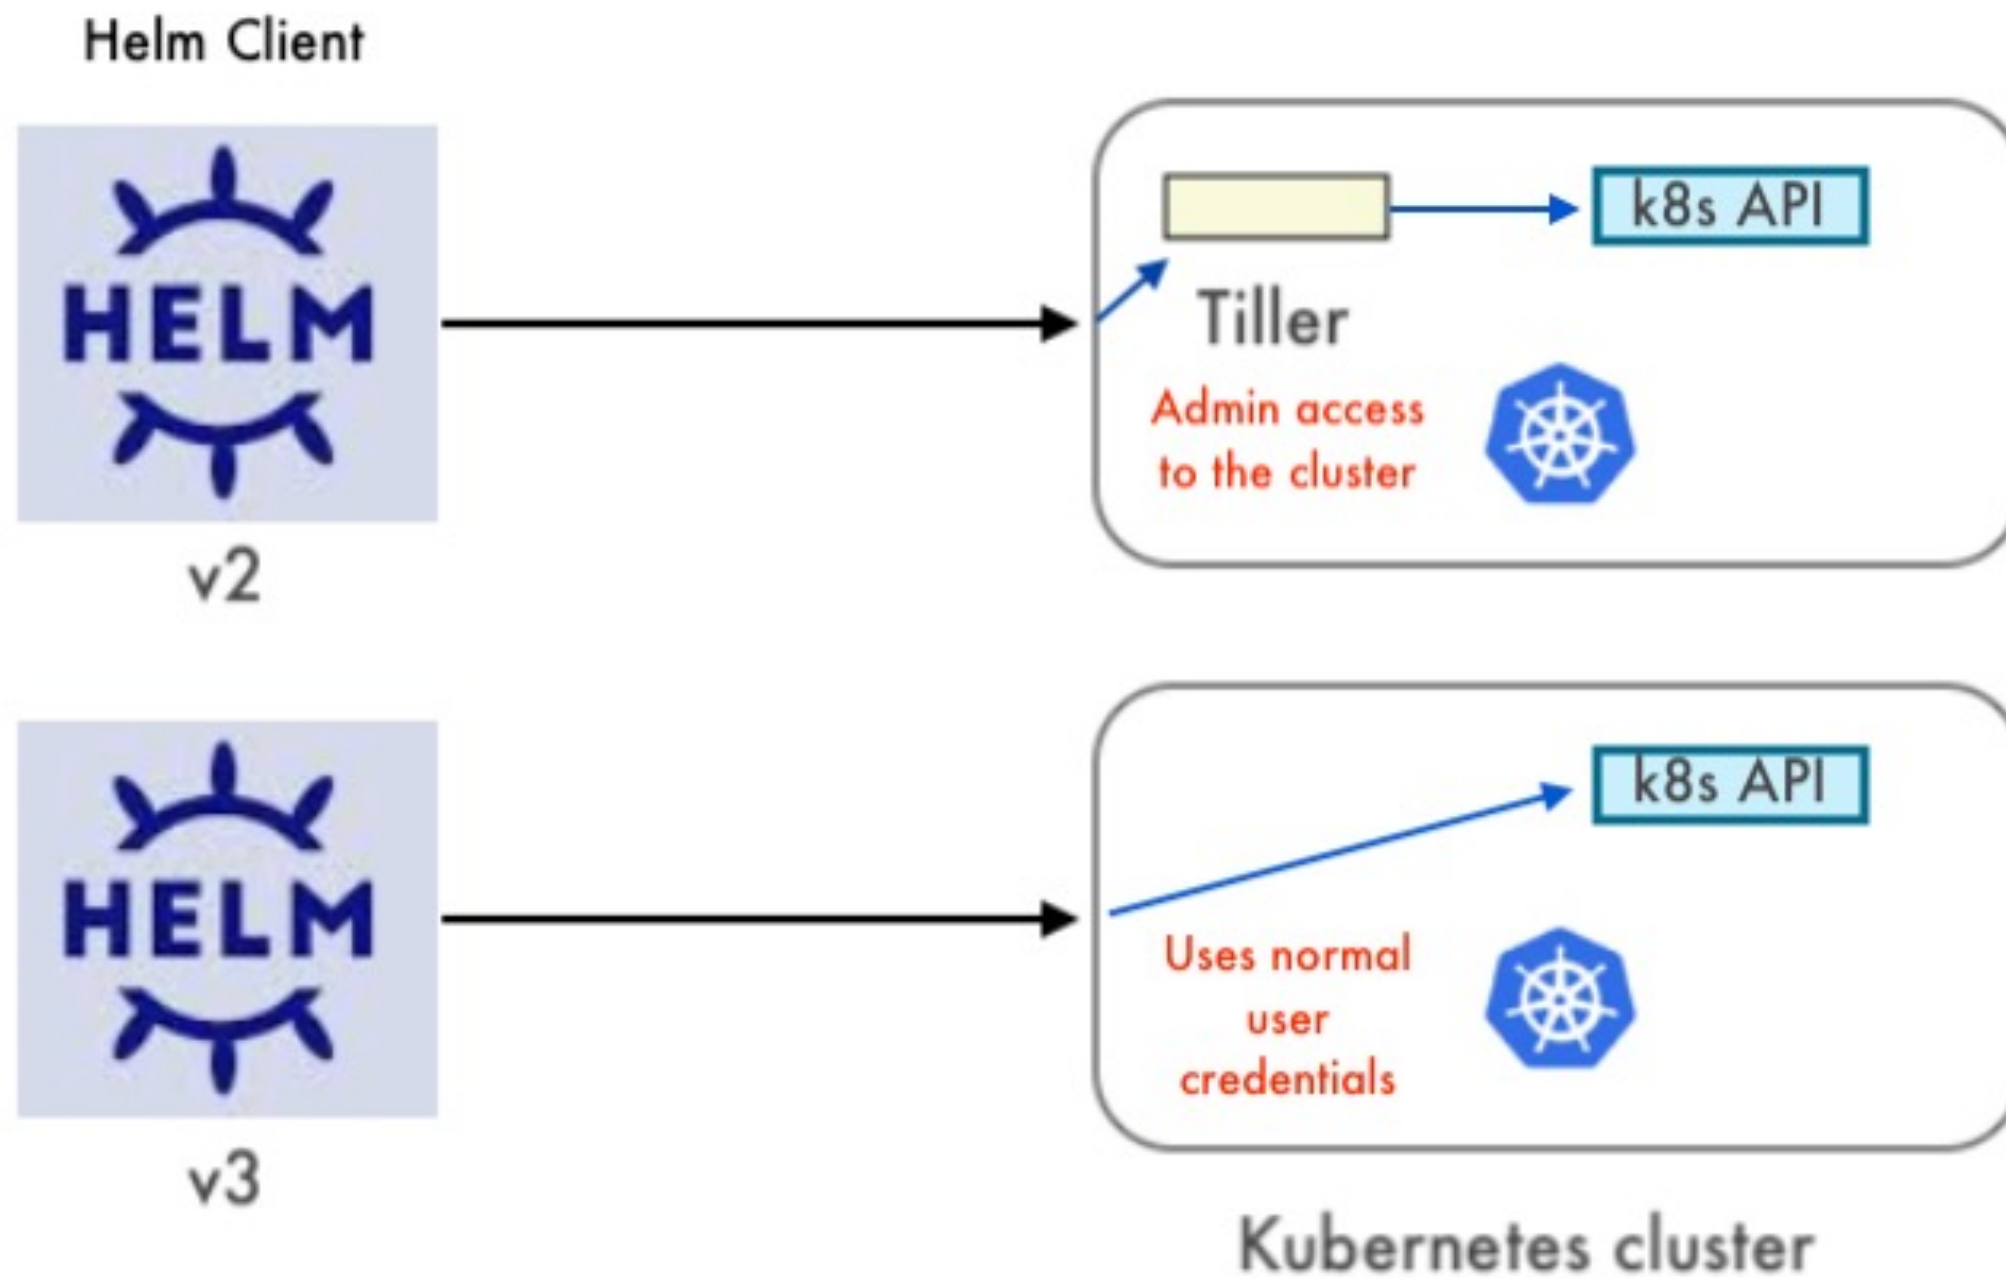 Helm Client
HELM
v2
k8s API
Tiller
Admin access
to the cluster
HELM
v3
k8s API
Uses normal
user
credentials
Kubernetes cluster